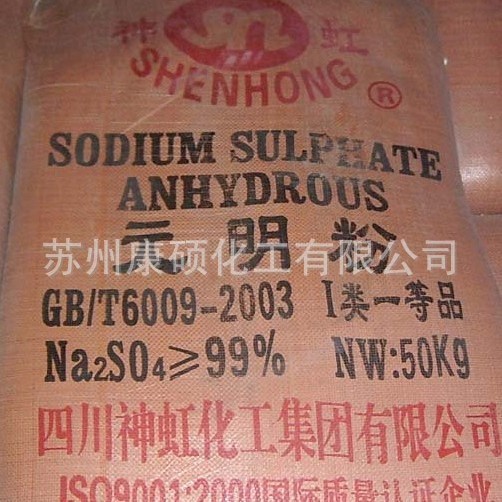 神 虹
SHENHONG ®
SODIUM SULPHATE
ANHYDROUS
元明粉
苏州康硕化工有限公司
GB/T6009-2003 I类一等品
Na₂SO₄≥99% NW:50Kg
四川神虹化工集团有限公司
ISO9001:2000国际质量认证企业